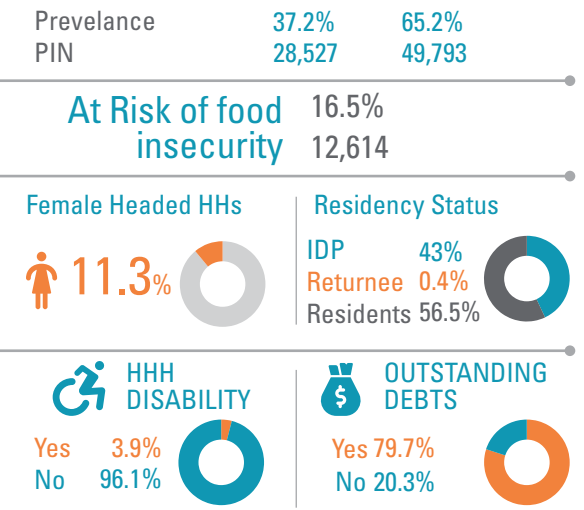 Prevelance 37.2% 65.2%
PIN 28,527 49,793
At Risk of food 16.5%
insecurity 12,614
Female Headed HHs
11.3%
Residency Status
IDP 43%
Returnee 0.4%
Residents 56.5%
HHH
DISABILITY
Yes 3.9%
No 96.1%
$
OUTSTANDING
DEBTS
Yes 79.7%
No 20.3%